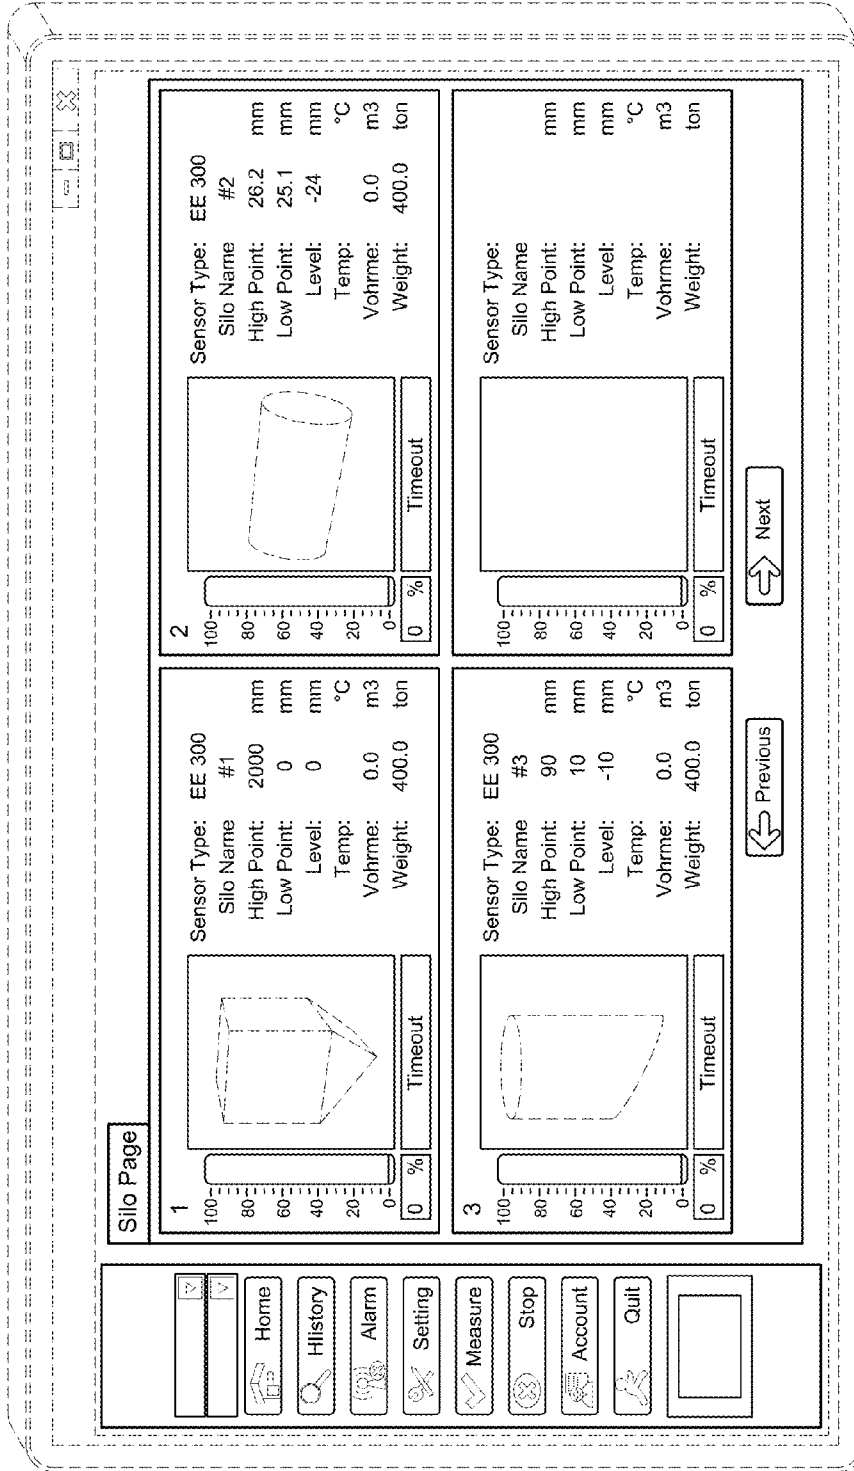 Silo Page
Home
HIistory
Alarm
Setting
Measure
Stop
Account
Quit
1
100
80
60
40
20
0
0 %
Timeout
Sensor Type: EE 300
Silo Name #1
High Point: 2000 mm
Low Point: 0 mm
Level: 0 mm
Temp: °C
Vohrme: 0.0 m3
Weight: 400.0 ton
2
100
80
60
40
20
0
0 %
Timeout
Sensor Type: EE 300
Silo Name #2
High Point: 26.2 mm
Low Point: 25.1 mm
Level: -24 mm
Temp: °C
Vohrme: 0.0 m3
Weight: 400.0 ton
3
100
80
60
40
20
0
0 %
Timeout
Sensor Type: EE 300
Silo Name #3
High Point: 90 mm
Low Point: 10 mm
Level: -10 mm
Temp: °C
Vohrme: 0.0 m3
Weight: 400.0 ton
100
80
60
40
20
0
0 %
Timeout
Sensor Type:
Silo Name
High Point: mm
Low Point: mm
Level: mm
Temp: °C
Vohrme: m3
Weight: ton
Previous
Next